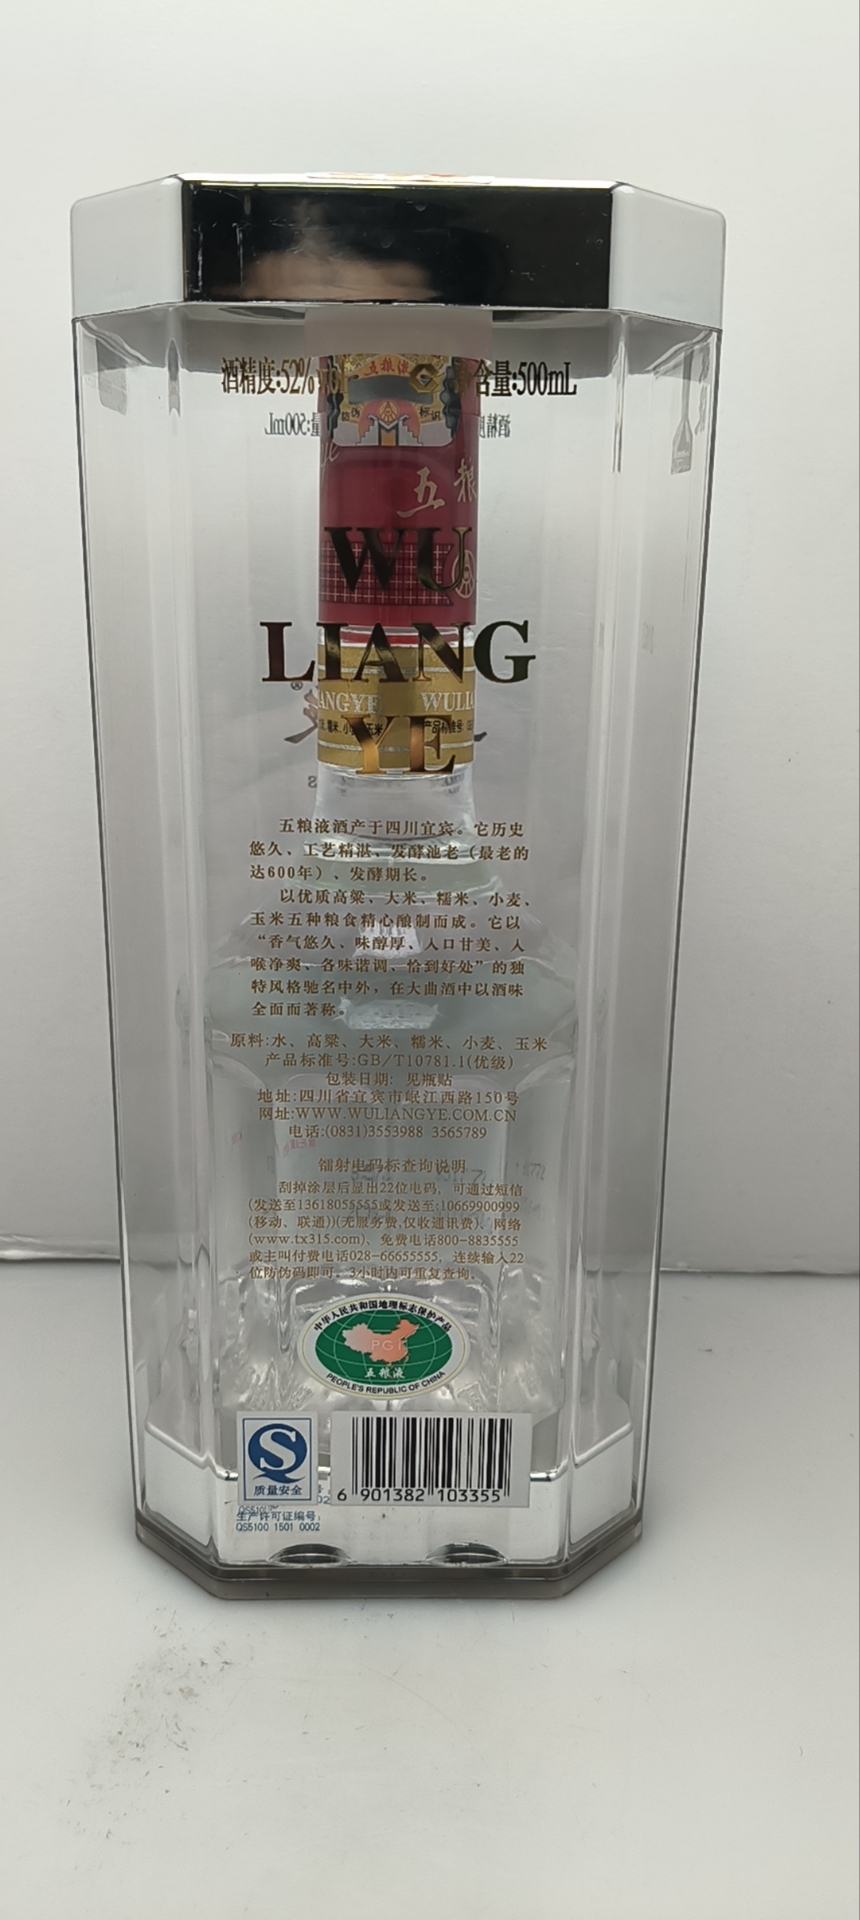 酒精度:52%vol 净含量:500mL
五粮液
防伪 标识
五粮
WU
LIANG
YE
ANGYE WULIA
五粮液酒产于四川宜宾。它历史
悠久、工艺精湛、发酵池老（最老的
达600年）、发酵期长。
以优质高粱、大米、糯米、小麦、
玉米五种粮食精心酿制而成。它以
“香气悠久、味醇厚、入口甘美、入
喉净爽、各味谐调、恰到好处”的独
特风格驰名中外，在大曲酒中以酒味
全面而著称。
原料:水、高粱、大米、糯米、小麦、玉米
产品标准号:GB/T10781.1(优级)
包装日期: 见瓶贴
地址:四川省宜宾市岷江西路150号
网址:WWW.WULIANGYE.COM.CN
电话:(0831)3553988 3565789
镭射电码标查询说明
刮掉涂层后显出22位电码，可通过短信
(发送至13618055555或发送至:10669900999
(移动、联通))(无服务费,仅收通讯费)、网络
(www.tx315.com)、免费电话800-8835555
或主叫付费电话028-66655555，连续输入22
位防伪码即可。3小时内可重复查询。
中华人民共和国地理标志保护产品
PGI
五粮液
PEOPLE'S REPUBLIC OF CHINA
质量安全
6 901382 103355
生产许可证编号:
QS5100 1501 0002